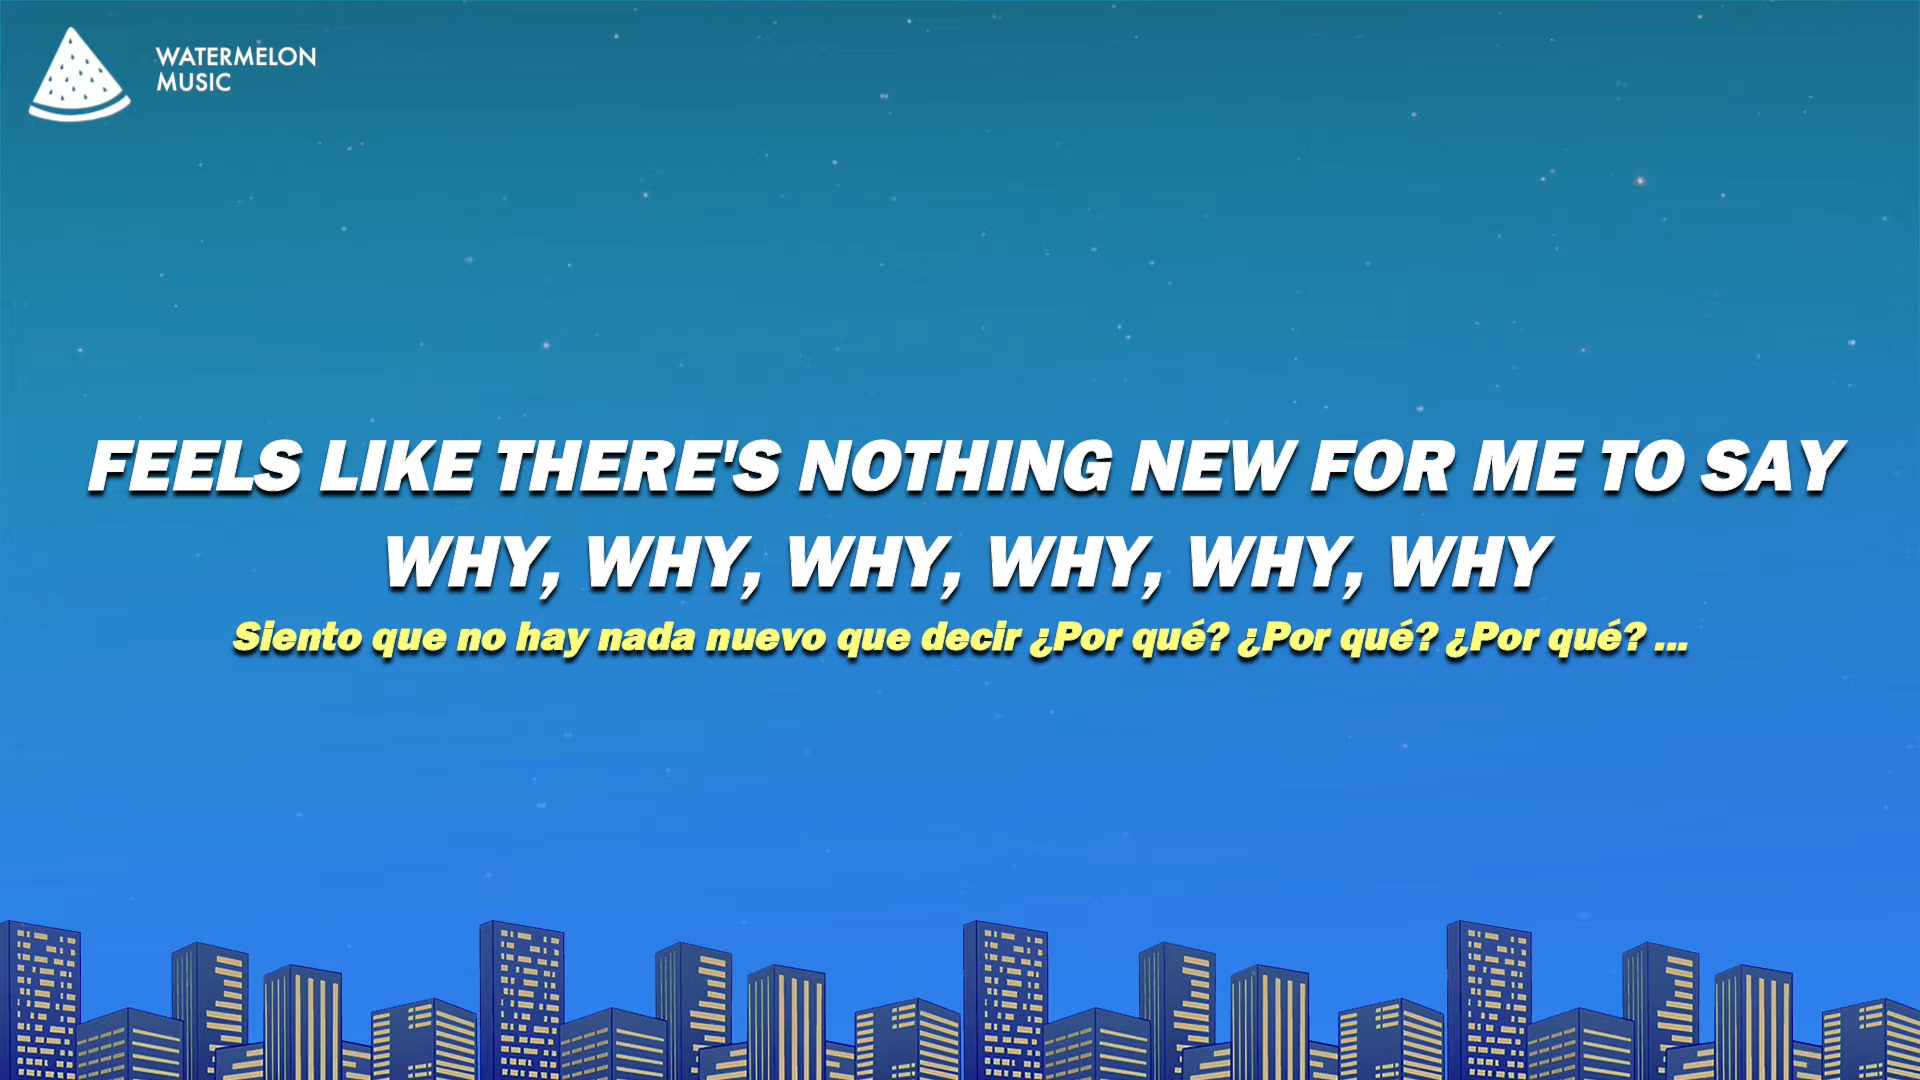 WATERMELON
MUSIC
FEELS LIKE THERE'S NOTHING NEW FOR ME TO SAY
WHY, WHY, WHY, WHY, WHY, WHY
Siento que no hay nada nuevo que decir ¿Por qué? ¿Por qué? ¿Por qué? ...